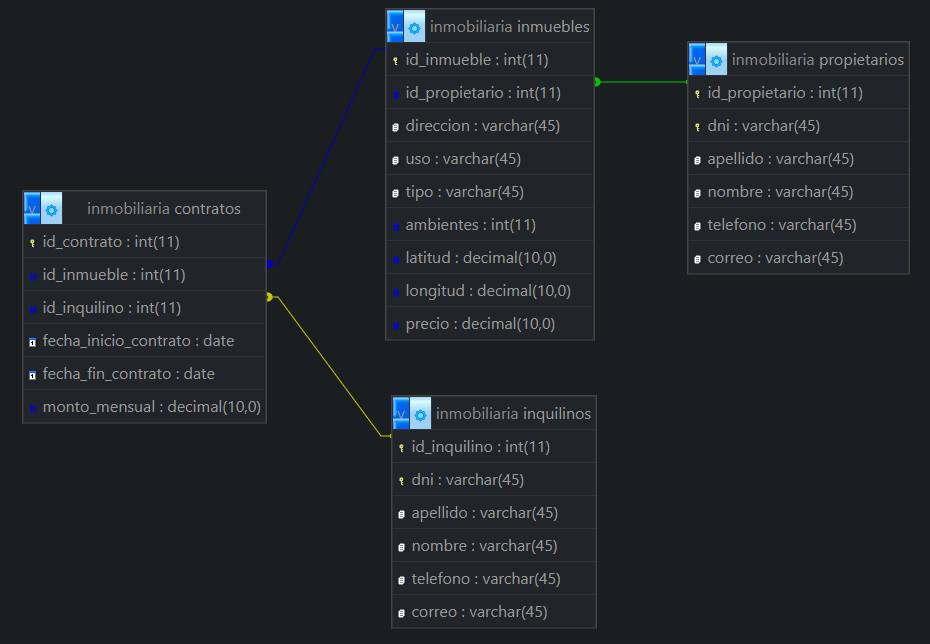 inmobiliaria inmuebles
id_inmueble : int(11)
id_propietario : int(11)
direccion : varchar(45)
uso : varchar(45)
tipo : varchar(45)
ambientes : int(11)
latitud : decimal(10,0)
longitud : decimal(10,0)
precio : decimal(10,0)
inmobiliaria propietarios
id_propietario : int(11)
dni : varchar(45)
apellido : varchar(45)
nombre : varchar(45)
telefono : varchar(45)
correo : varchar(45)
inmobiliaria contratos
id_contrato : int(11)
id_inmueble : int(11)
id_inquilino : int(11)
fecha_inicio_contrato : date
fecha_fin_contrato : date
monto_mensual : decimal(10,0)
inmobiliaria inquilinos
id_inquilino : int(11)
dni : varchar(45)
apellido : varchar(45)
nombre : varchar(45)
telefono : varchar(45)
correo : varchar(45)